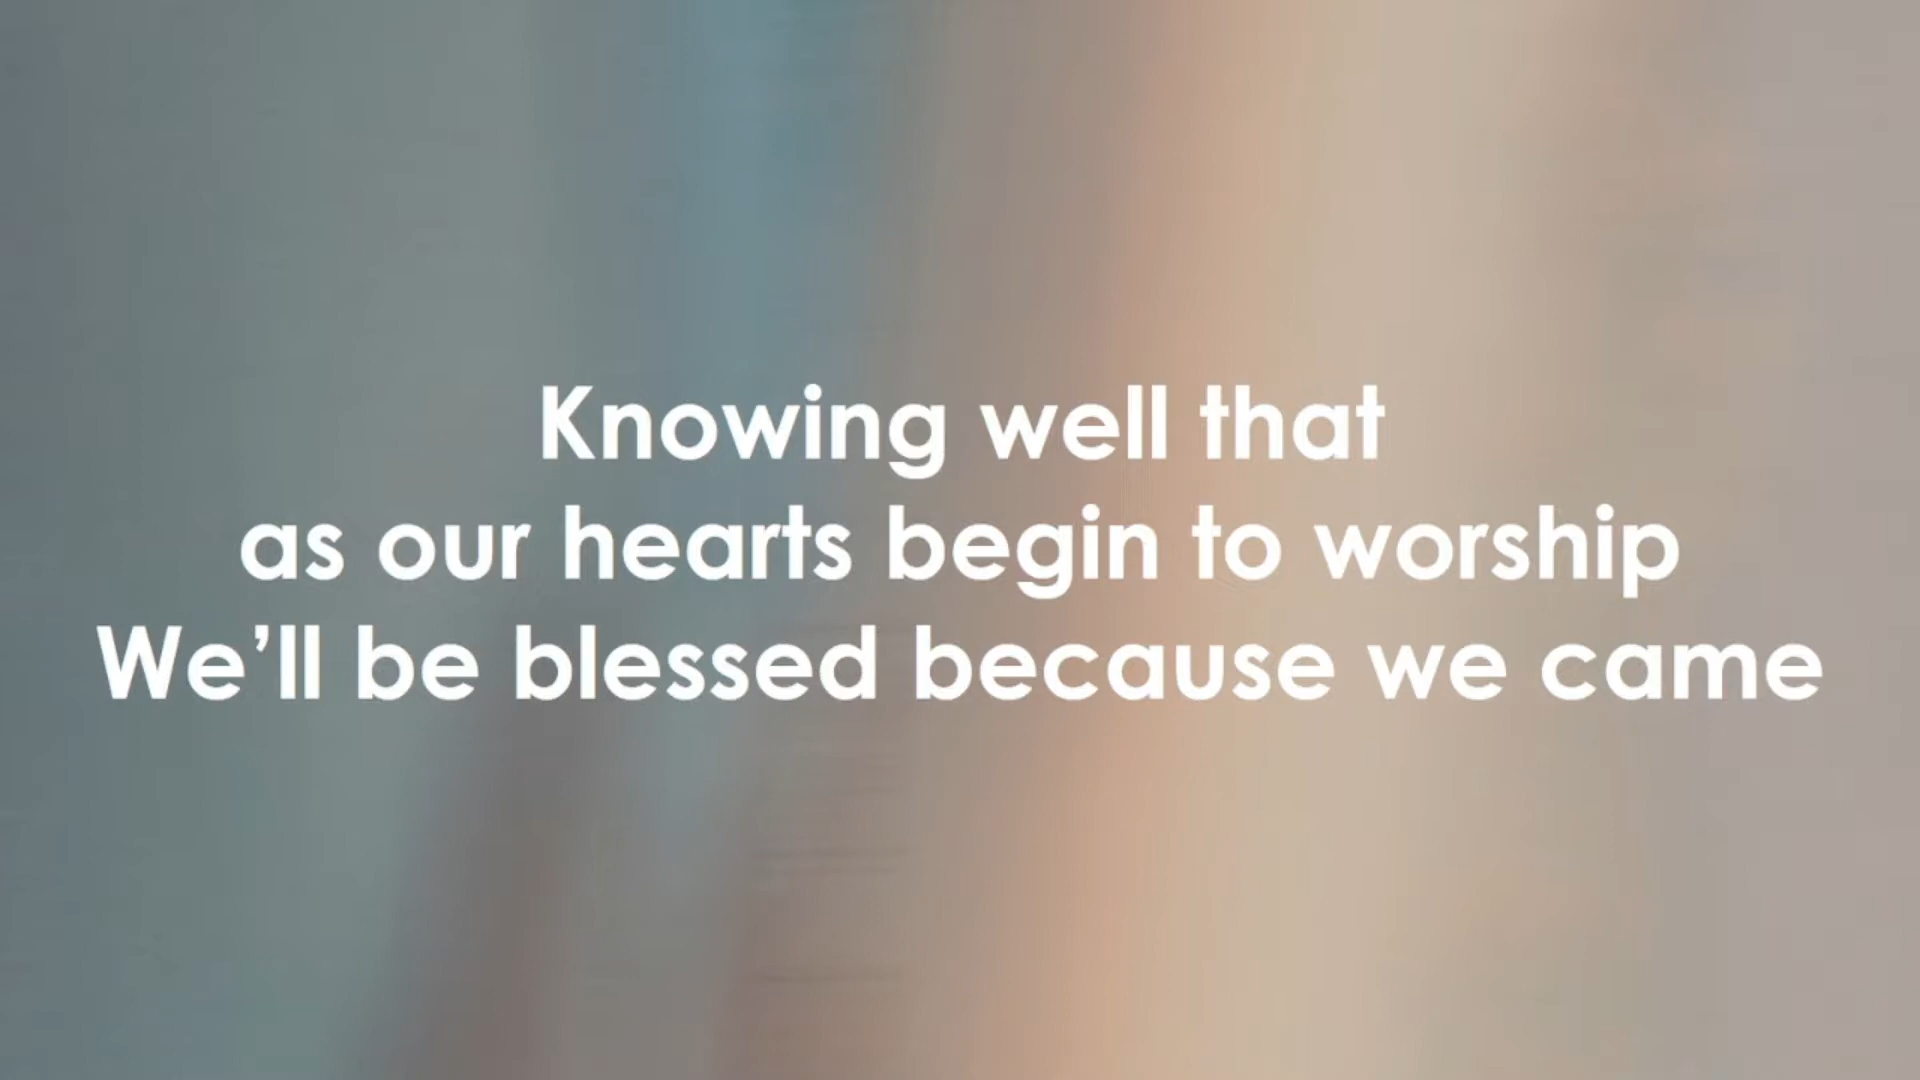 Knowing well that
as our hearts begin to worship
We’ll be blessed because we came